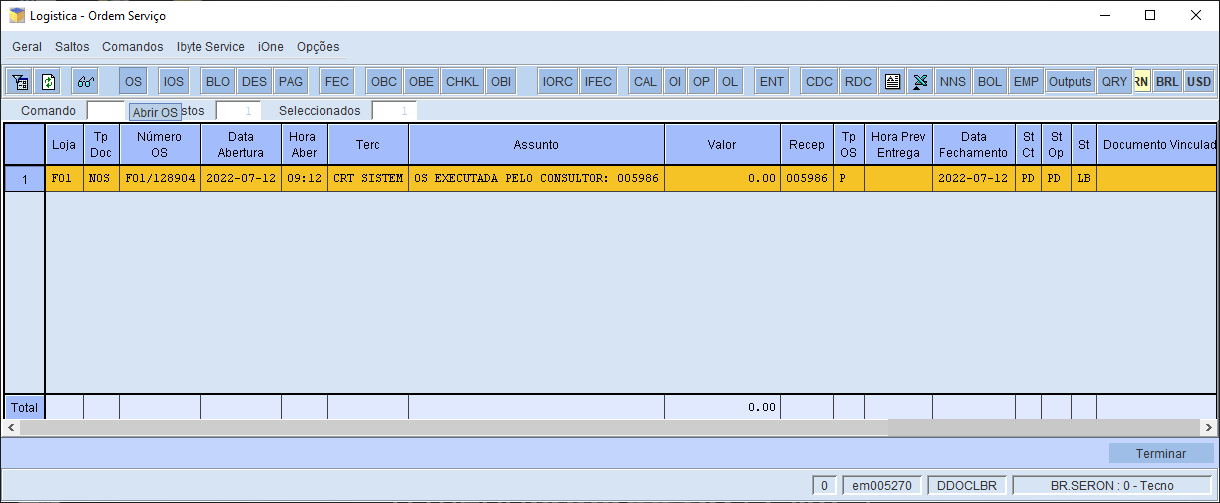 Logistica - Ordem Serviço
Geral Saltos Comandos Ibyte Service iOne Opções
OS IOS BLO DES PAG FEC OBC OBE CHKL OBI IORC IFEC CAL OI OP OL ENT CDC RDC NNS BOL EMP Outputs QRY RN BRL USD
Comando Abrir OS stos 1 Seleccionados 1
Loja Tp Doc Número OS Data Abertura Hora Aber Terc Assunto Valor Recep Tp OS Hora Prev Entrega Data Fechamento St Ct St Op St Documento Vinculad
1 F01 NOS F01/128904 2022-07-12 09:12 CRT SISTEM OS EXECUTADA PELO CONSULTOR: 005986 0.00 005986 P 2022-07-12 PD PD LB
Total 0.00
Terminar
0 em005270 DDOCLBR BR.SERON : 0 - Tecno